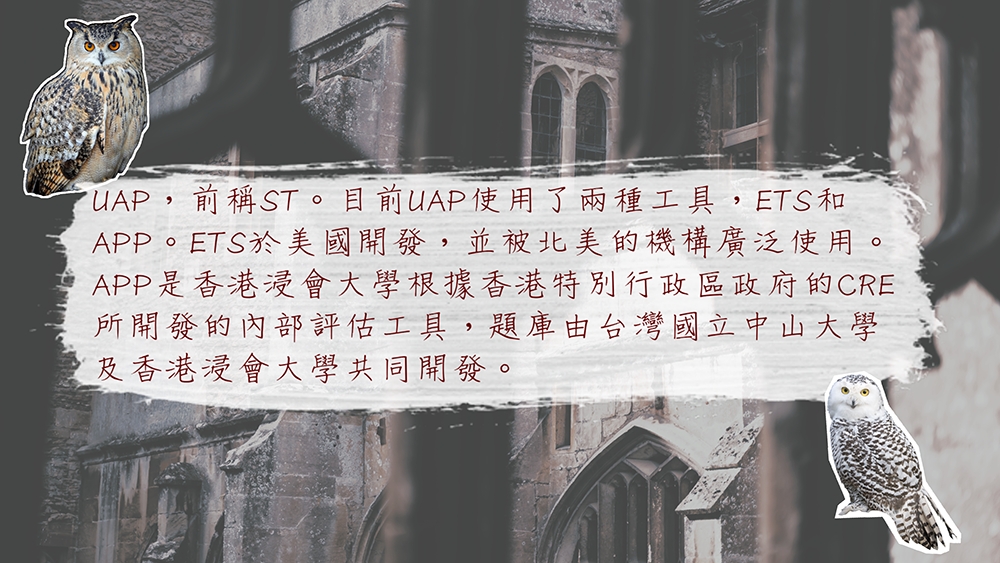 UAP，前稱ST。目前UAP使用了兩種工具，ETS和
APP。ETS於美國開發，並被北美的機構廣泛使用。
APP是香港浸會大學根據香港特別行政區政府的CRE
所開發的內部評估工具，題庫由台灣國立中山大學
及香港浸會大學共同開發。